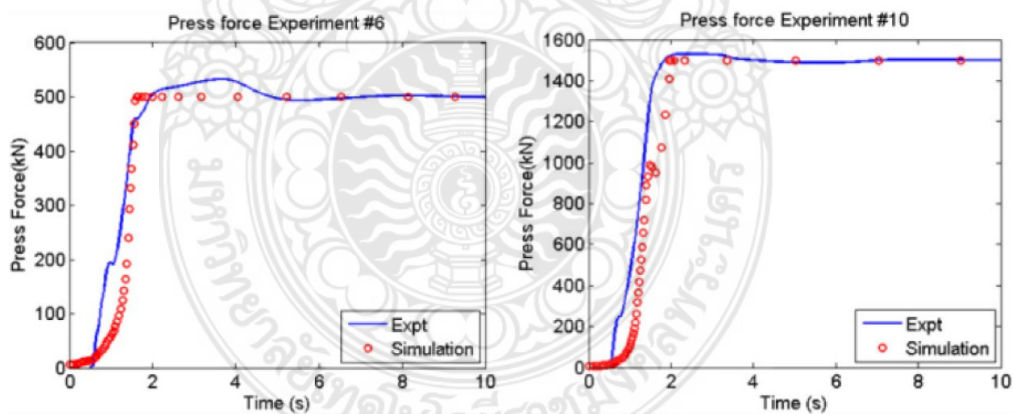 Press force Experiment #6
600
500
400
300
200
100
0
Press Force(kN)
0 2 4 6 8 10
Time (s)
Expt
Simulation
Press force Experiment #10
1600
1400
1200
1000
800
600
400
200
0
Press Force(kN)
0 2 4 6 8 10
Time (s)
Expt
Simulation